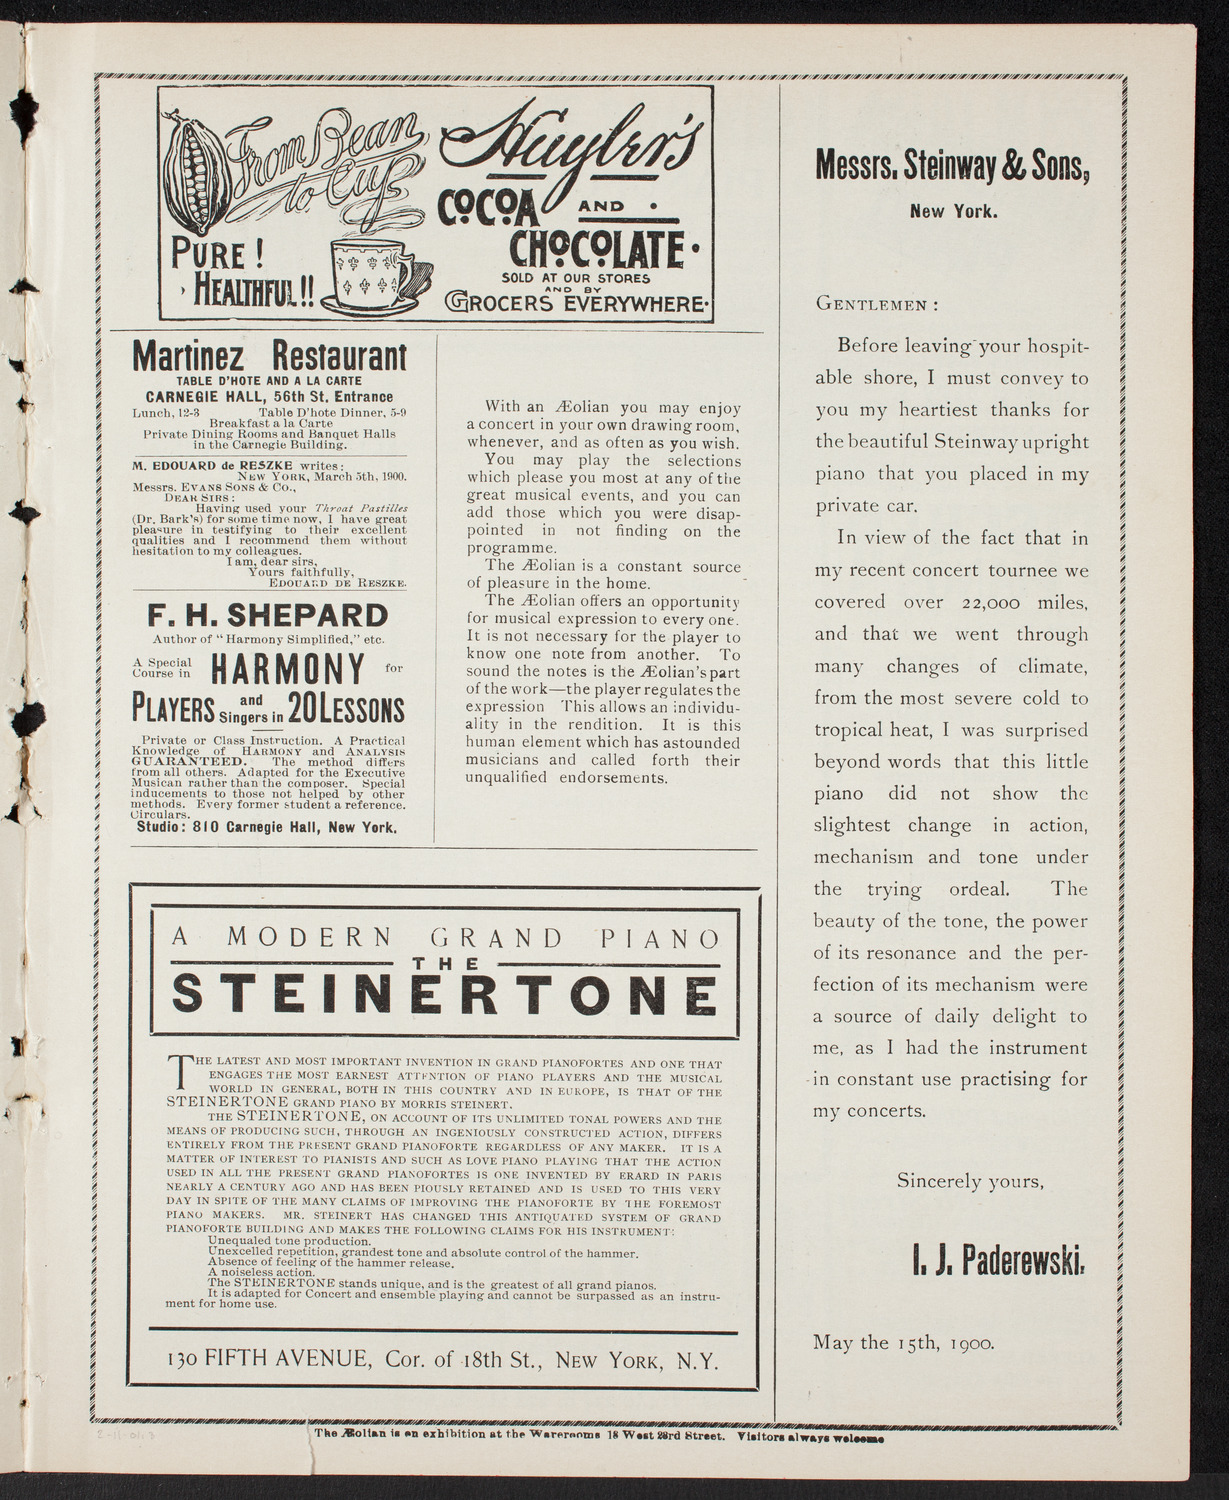 From Bean
to Cup
PURE!
HEALTHFUL!!
Huyler's
COCOA AND
CHOCOLATE
SOLD AT OUR STORES
AND BY
GROCERS EVERYWHERE
Martinez Restaurant
TABLE D'HOTE AND A LA CARTE
CARNEGIE HALL, 56th St. Entrance
Lunch, 12-3 Table D'hote Dinner, 5-9
Breakfast a la Carte
Private Dining Rooms and Banquet Halls
in the Carnegie Building.
M. EDOUARD de RESZKE writes:
NEW YORK, March 5th, 1900.
Messrs. EVANS SONS & Co.,
DEAR SIRS:
Having used your Throat Pastilles
(Dr. Bark's) for some time now, I have great
pleasure in testifying to their excellent
qualities and I recommend them without
hesitation to my colleagues.
I am, dear sirs,
Yours faithfully,
EDOUARD DE RESZKE.
F. H. SHEPARD
Author of "Harmony Simplified," etc.
A Special
Course in HARMONY for
PLAYERS and
Singers in 20 LESSONS
Private or Class Instruction. A Practical
Knowledge of HARMONY and ANALYSIS
GUARANTEED. The method differs
from all others. Adapted for the Executive
Musican rather than the composer. Special
inducements to those not helped by other
methods. Every former student a reference.
Circulars.
Studio: 810 Carnegie Hall, New York.
With an Æolian you may enjoy
a concert in your own drawing room,
whenever, and as often as you wish.
You may play the selections
which please you most at any of the
great musical events, and you can
add those which you were disap-
pointed in not finding on the
programme.
The Æolian is a constant source
of pleasure in the home.
The Æolian offers an opportunity
for musical expression to every one.
It is not necessary for the player to
know one note from another. To
sound the notes is the Æolian's part
of the work—the player regulates the
expression This allows an individu-
ality in the rendition. It is this
human element which has astounded
musicians and called forth their
unqualified endorsements.
A MODERN GRAND PIANO
THE
STEINERTONE
THE LATEST AND MOST IMPORTANT INVENTION IN GRAND PIANOFORTES AND ONE THAT
ENGAGES THE MOST EARNEST ATTENTION OF PIANO PLAYERS AND THE MUSICAL
WORLD IN GENERAL, BOTH IN THIS COUNTRY AND IN EUROPE, IS THAT OF THE
STEINERTONE GRAND PIANO BY MORRIS STEINERT.
THE STEINERTONE, ON ACCOUNT OF ITS UNLIMITED TONAL POWERS AND THE
MEANS OF PRODUCING SUCH, THROUGH AN INGENIOUSLY CONSTRUCTED ACTION, DIFFERS
ENTIRELY FROM THE PRESENT GRAND PIANOFORTE REGARDLESS OF ANY MAKER. IT IS A
MATTER OF INTEREST TO PIANISTS AND SUCH AS LOVE PIANO PLAYING THAT THE ACTION
USED IN ALL THE PRESENT GRAND PIANOFORTES IS ONE INVENTED BY ERARD IN PARIS
NEARLY A CENTURY AGO AND HAS BEEN PIOUSLY RETAINED AND IS USED TO THIS VERY
DAY IN SPITE OF THE MANY CLAIMS OF IMPROVING THE PIANOFORTE BY THE FOREMOST
PIANO MAKERS. MR. STEINERT HAS CHANGED THIS ANTIQUATED SYSTEM OF GRAND
PIANOFORTE BUILDING AND MAKES THE FOLLOWING CLAIMS FOR HIS INSTRUMENT:
Unequaled tone production.
Unexcelled repetition, grandest tone and absolute control of the hammer.
Absence of feeling of the hammer release.
A noiseless action.
The STEINERTONE stands unique, and is the greatest of all grand pianos.
It is adapted for Concert and ensemble playing and cannot be surpassed as an instru-
ment for home use.
130 FIFTH AVENUE, Cor. of 18th St., NEW YORK, N.Y.
Messrs. Steinway & Sons,
New York.
GENTLEMEN:
Before leaving your hospit-
able shore, I must convey to
you my heartiest thanks for
the beautiful Steinway upright
piano that you placed in my
private car.
In view of the fact that in
my recent concert tournee we
covered over 22,000 miles,
and that we went through
many changes of climate,
from the most severe cold to
tropical heat, I was surprised
beyond words that this little
piano did not show the
slightest change in action,
mechanism and tone under
the trying ordeal. The
beauty of the tone, the power
of its resonance and the per-
fection of its mechanism were
a source of daily delight to
me, as I had the instrument
in constant use practising for
my concerts.
Sincerely yours,
I. J. Paderewski.
May the 15th, 1900.
The Æolian is on exhibition at the Warerooms 18 West 23rd Street. Visitors always welcome